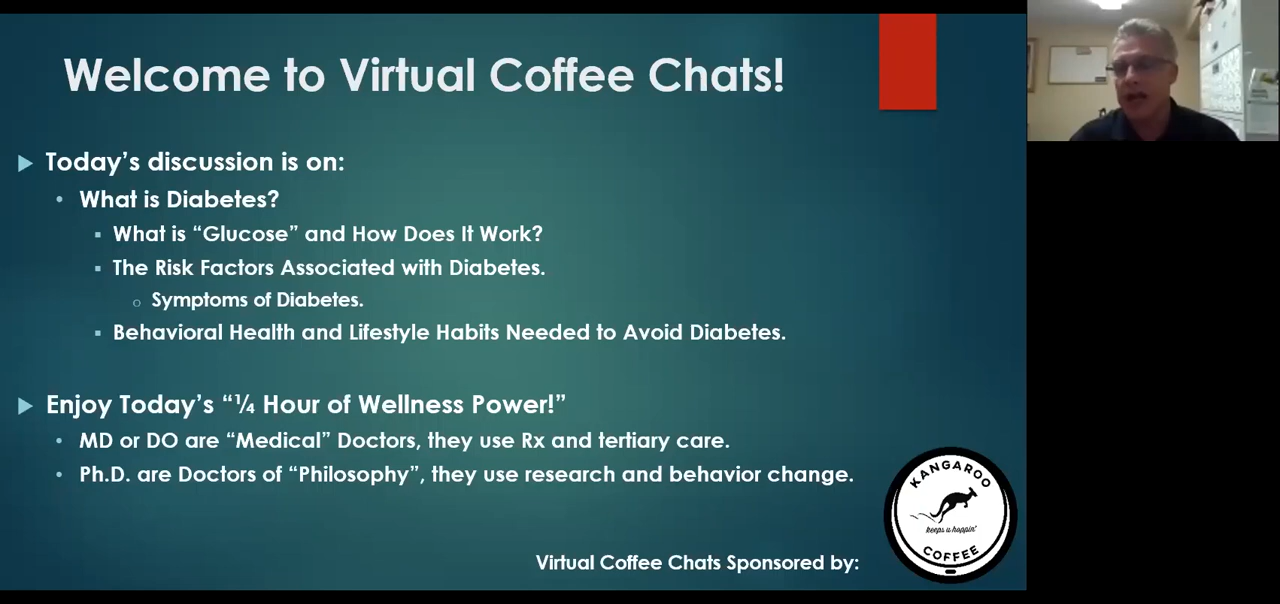 Welcome to Virtual Coffee Chats!
Today's discussion is on:
What is Diabetes?
What is “Glucose” and How Does It Work?
The Risk Factors Associated with Diabetes.
Symptoms of Diabetes.
Behavioral Health and Lifestyle Habits Needed to Avoid Diabetes.
Enjoy Today's “¼ Hour of Wellness Power!”
MD or DO are “Medical” Doctors, they use Rx and tertiary care.
Ph.D. are Doctors of “Philosophy”, they use research and behavior change.
Virtual Coffee Chats Sponsored by:
KANGAROO
keeps u hoppin'
COFFEE